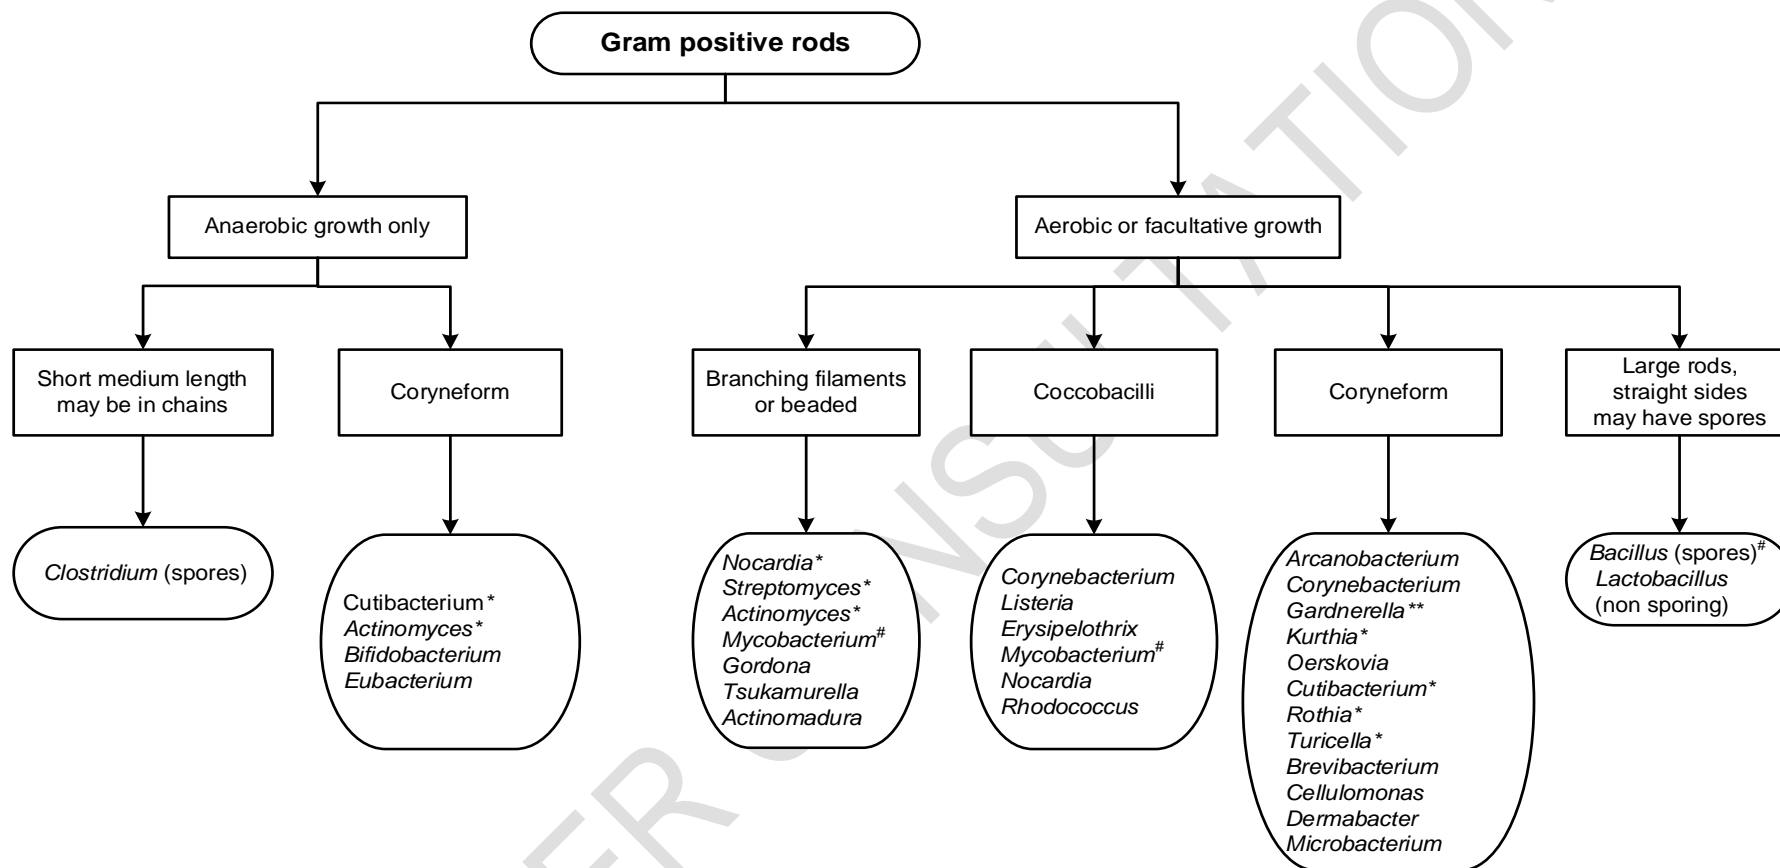 Gram positive rods
Anaerobic growth only
Aerobic or facultative growth
Short medium length
may be in chains
Coryneform
Branching filaments
or beaded
Coccobacilli
Coryneform
Large rods,
straight sides
may have spores
Clostridium (spores)
Cutibacterium*
Actinomyces*
Bifidobacterium
Eubacterium
Nocardia*
Streptomyces*
Actinomyces*
Mycobacterium#
Gordona
Tsukamurella
Actinomadura
Corynebacterium
Listeria
Erysipelothrix
Mycobacterium#
Nocardia
Rhodococcus
Arcanobacterium
Corynebacterium
Gardnerella**
Kurthia*
Oerskovia
Cutibacterium*
Rothia*
Turicella*
Brevibacterium
Cellulomonas
Dermabacter
Microbacterium
Bacillus (spores)#
Lactobacillus
(non sporing)